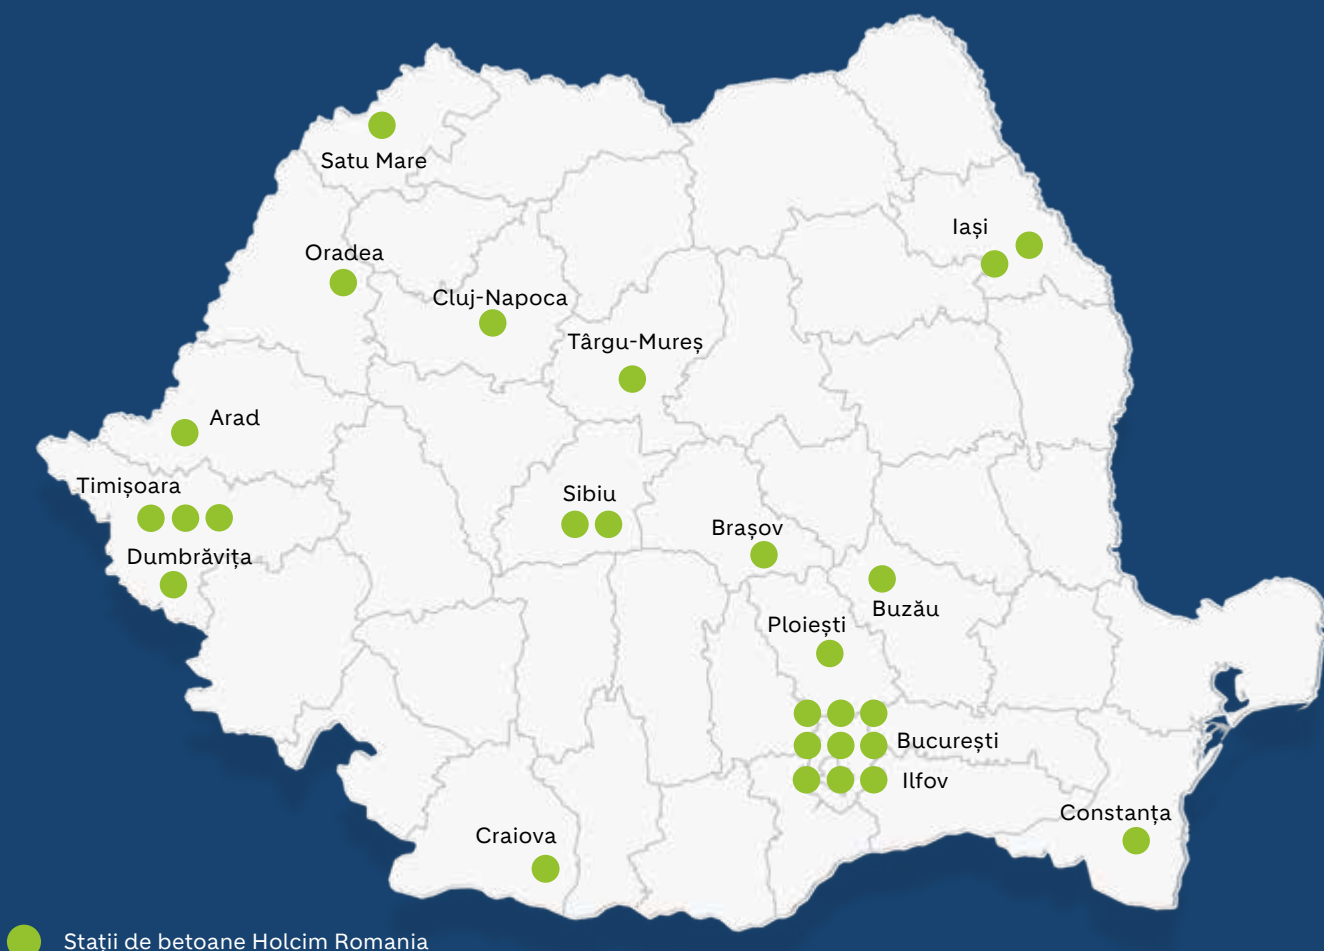 Satu Mare
Iași
Oradea
Cluj-Napoca
Târgu-Mureș
Arad
Timișoara
Sibiu
Brașov
Dumbrăvița
Buzău
Ploiești
București
Ilfov
Constanța
Craiova
Stații de betoane Holcim Romania